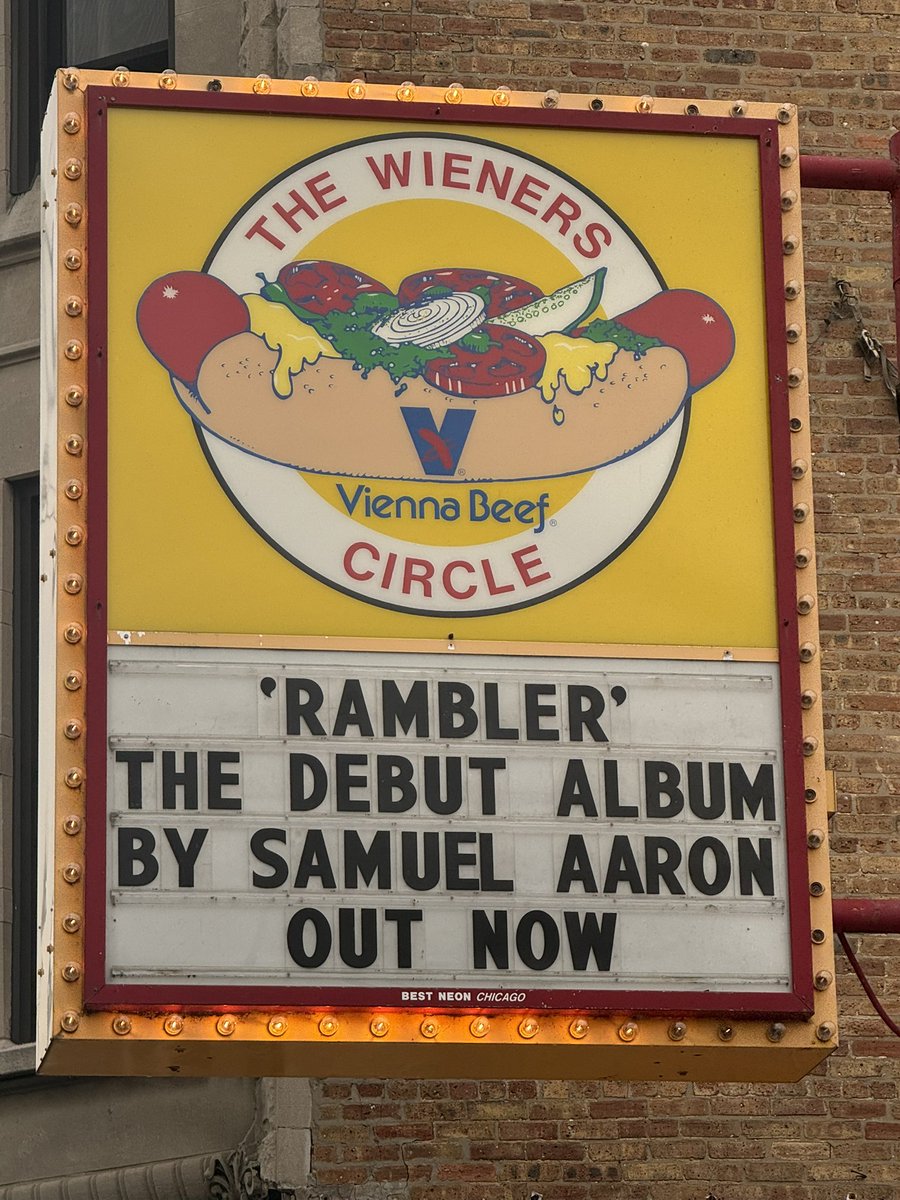 THE WIENERS
V
®
Vienna Beef®
CIRCLE
'RAMBLER'
THE DEBUT ALBUM
BY SAMUEL AARON
OUT NOW
BEST NEON CHICAGO